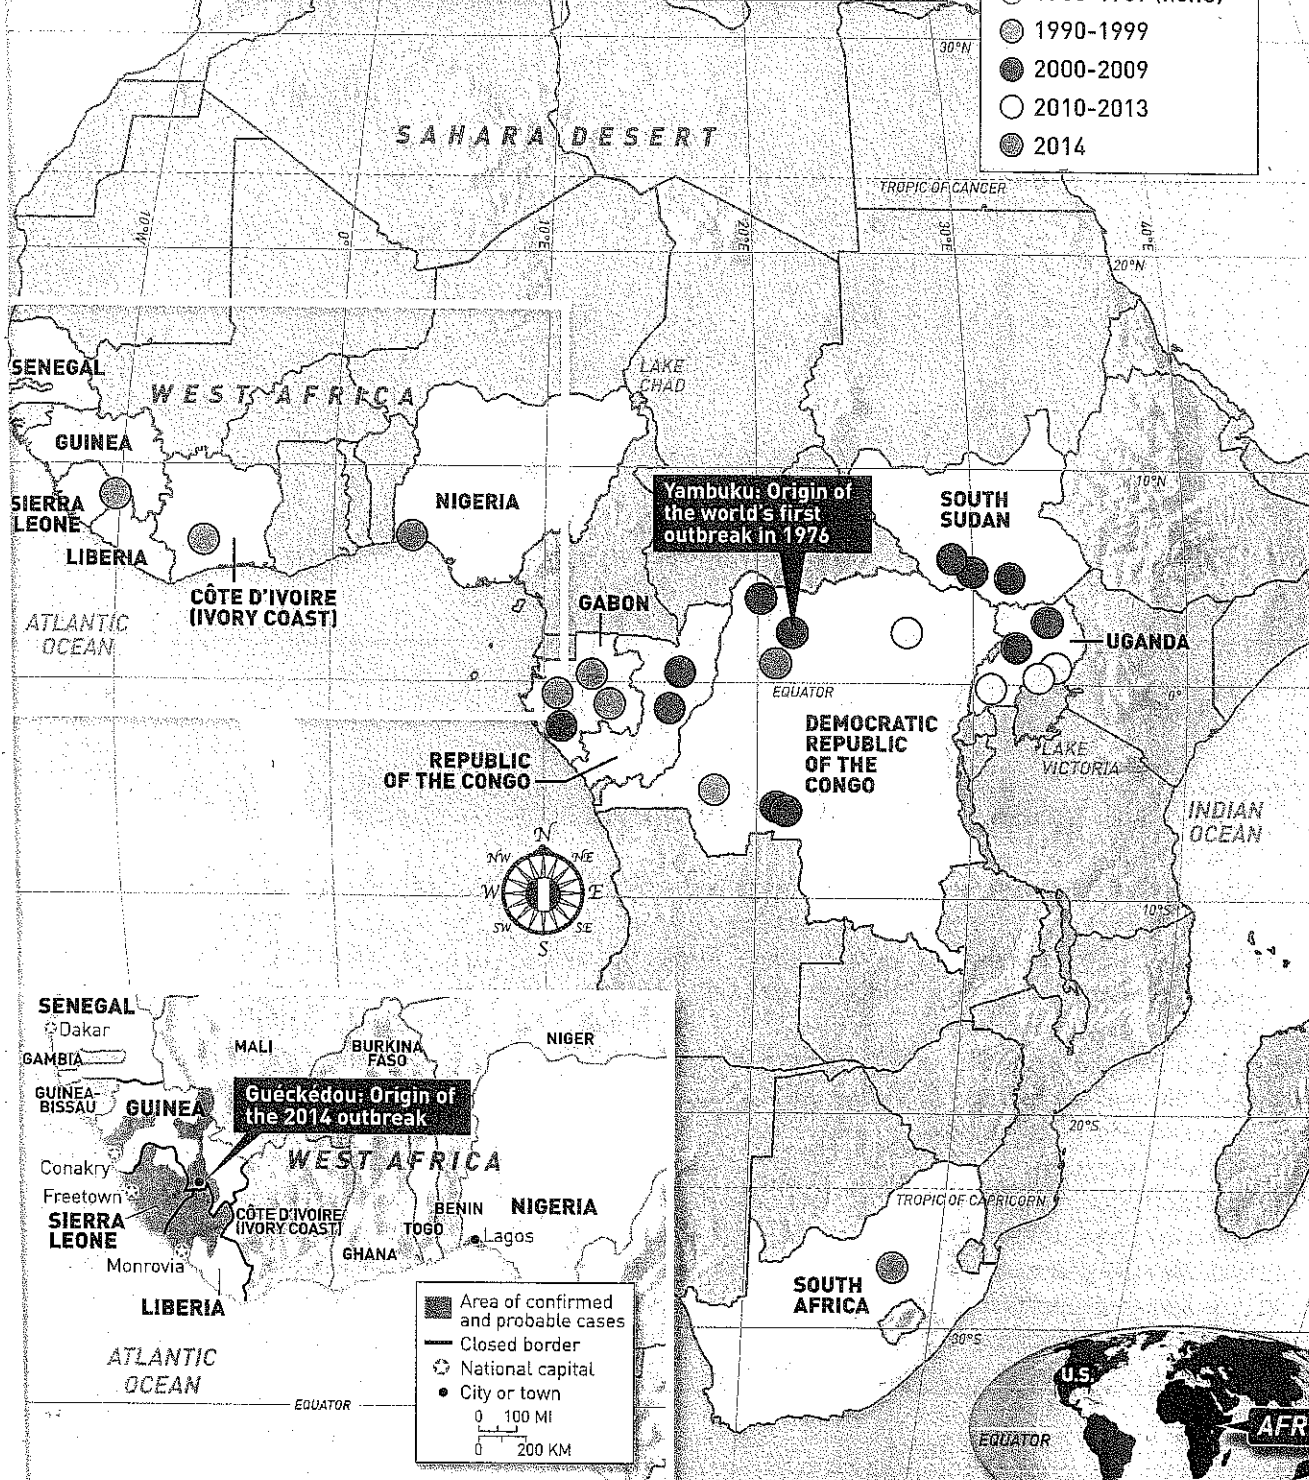 1990-1999
2000-2009
2010-2013
2014
30°N
SAHARA DESERT
TROPIC OF CANCER
10°W
0°
10°E
20°E
30°E
40°E
20°N
SENEGAL
WEST AFRICA
LAKE
CHAD
GUINEA
SIERRA
LEONE
LIBERIA
NIGERIA
Yambuku: Origin of
the world's first
outbreak in 1976
SOUTH
SUDAN
10°N
CÔTE D'IVOIRE
(IVORY COAST)
GABON
ATLANTIC
OCEAN
UGANDA
EQUATOR
0°
DEMOCRATIC
REPUBLIC
OF THE
CONGO
REPUBLIC
OF THE CONGO
LAKE
VICTORIA
INDIAN
OCEAN
N
NW
NE
W
E
SW
SE
S
10°S
SENEGAL
Dakar
GAMBIA
MALI
BURKINA
FASO
NIGER
GUINEA-
BISSAU
GUINEA
Guéckédou: Origin of
the 2014 outbreak
20°S
Conakry
WEST AFRICA
Freetown
SIERRA
LEONE
CÔTE D'IVOIRE
(IVORY COAST)
BENIN
NIGERIA
TOGO
Lagos
GHANA
Monrovia
LIBERIA
TROPIC OF CAPRICORN
SOUTH
AFRICA
30°S
Area of confirmed
and probable cases
Closed border
National capital
City or town
0 100 MI
0 200 KM
ATLANTIC
OCEAN
EQUATOR
U.S.
EQUATOR
AFR